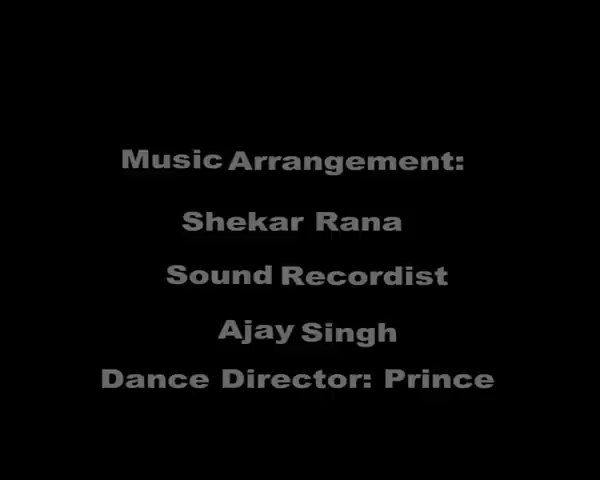 Music Arrangement:
Shekar Rana
Sound Recordist
Ajay Singh
Dance Director: Prince